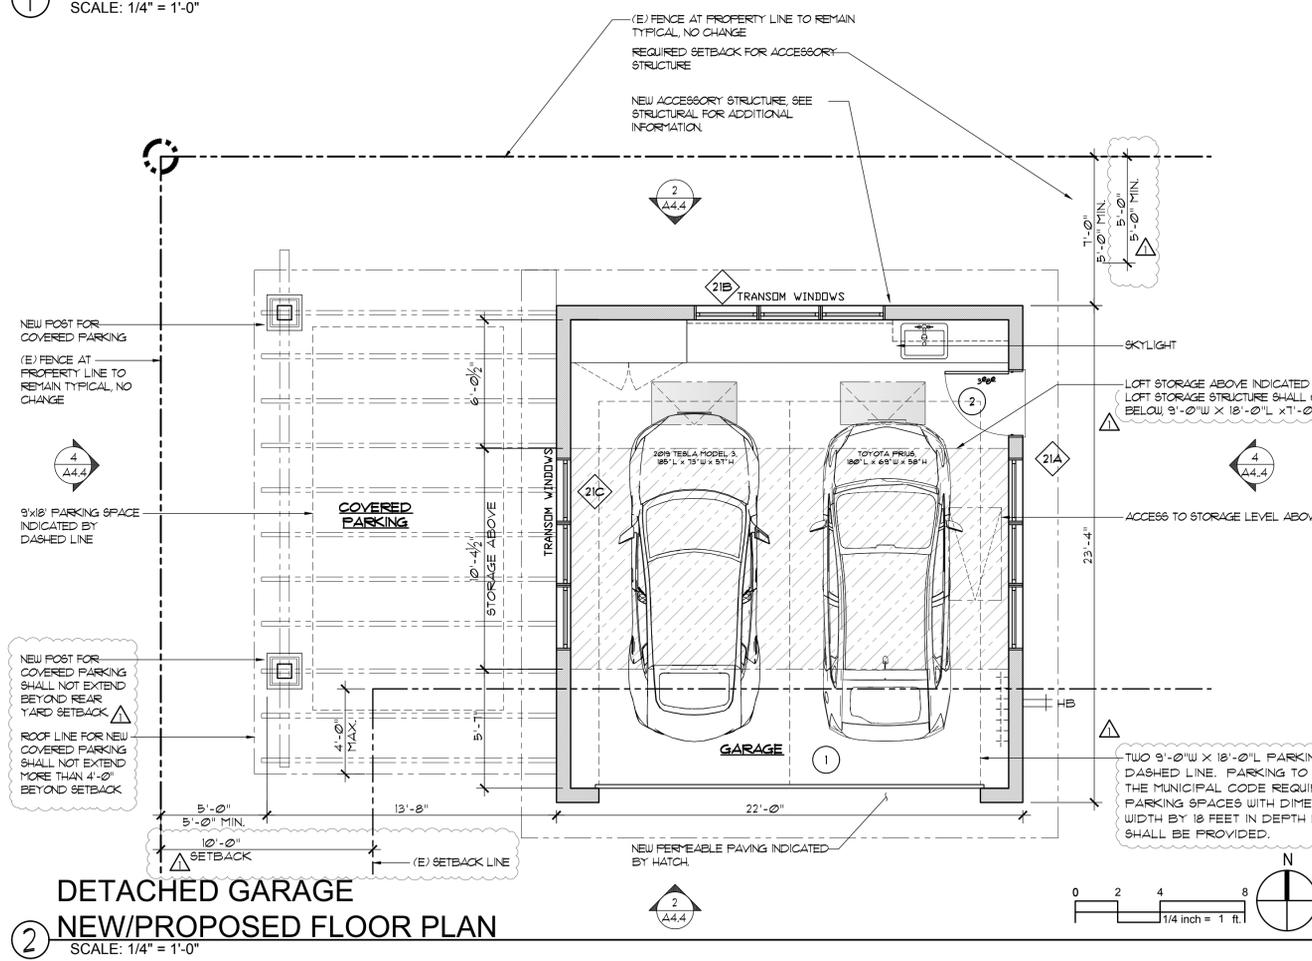 1
SCALE: 1/4" = 1'-0"
(E) FENCE AT PROPERTY LINE TO REMAIN
TYPICAL, NO CHANGE
REQUIRED SETBACK FOR ACCESSORY
STRUCTURE
NEW ACCESSORY STRUCTURE, SEE
STRUCTURAL FOR ADDITIONAL
INFORMATION.
2
A4.4
7'-0"
5'-0" MIN.
5'-0"
5'-0" MIN.
1
21B
TRANSOM WINDOWS
NEW POST FOR
COVERED PARKING
(E) FENCE AT
PROPERTY LINE TO
REMAIN TYPICAL, NO
CHANGE
SKYLIGHT
LOFT STORAGE ABOVE INDICATED
LOFT STORAGE STRUCTURE SHALL
BELOW, 9'-0"W X 18'-0"L x7'-0
1
6'-0½"
3'0"8'0"
2
2019 TESLA MODEL 3,
185"L x 73"W x 57"H
TOYOTA PRIUS,
180"L x 69"W x 58"H
4
A4.4
21C
21A
4
A4.4
TRANSOM WINDOWS
COVERED
PARKING
9'x18' PARKING SPACE
INDICATED BY
DASHED LINE
ACCESS TO STORAGE LEVEL ABOV
10'-4½"
STORAGE ABOVE
23'-4"
NEW POST FOR
COVERED PARKING
SHALL NOT EXTEND
BEYOND REAR
YARD SETBACK
1
ROOF LINE FOR NEW
COVERED PARKING
SHALL NOT EXTEND
MORE THAN 4'-0"
BEYOND SETBACK
4'-0"
MAX.
5'-7"
HB
GARAGE
1
1
TWO 9'-0"W X 18'-0"L PARKIN
DASHED LINE. PARKING TO
THE MUNICIPAL CODE REQUI
PARKING SPACES WITH DIME
WIDTH BY 18 FEET IN DEPTH
SHALL BE PROVIDED.
5'-0"
5'-0" MIN.
13'-8"
22'-0"
10'-0"
SETBACK
1
(E) SETBACK LINE
NEW PERMEABLE PAVING INDICATED
BY HATCH.
2
A4.4
DETACHED GARAGE
NEW/PROPOSED FLOOR PLAN
2
SCALE: 1/4" = 1'-0"
0 2 4 8
1/4 inch = 1 ft.
N